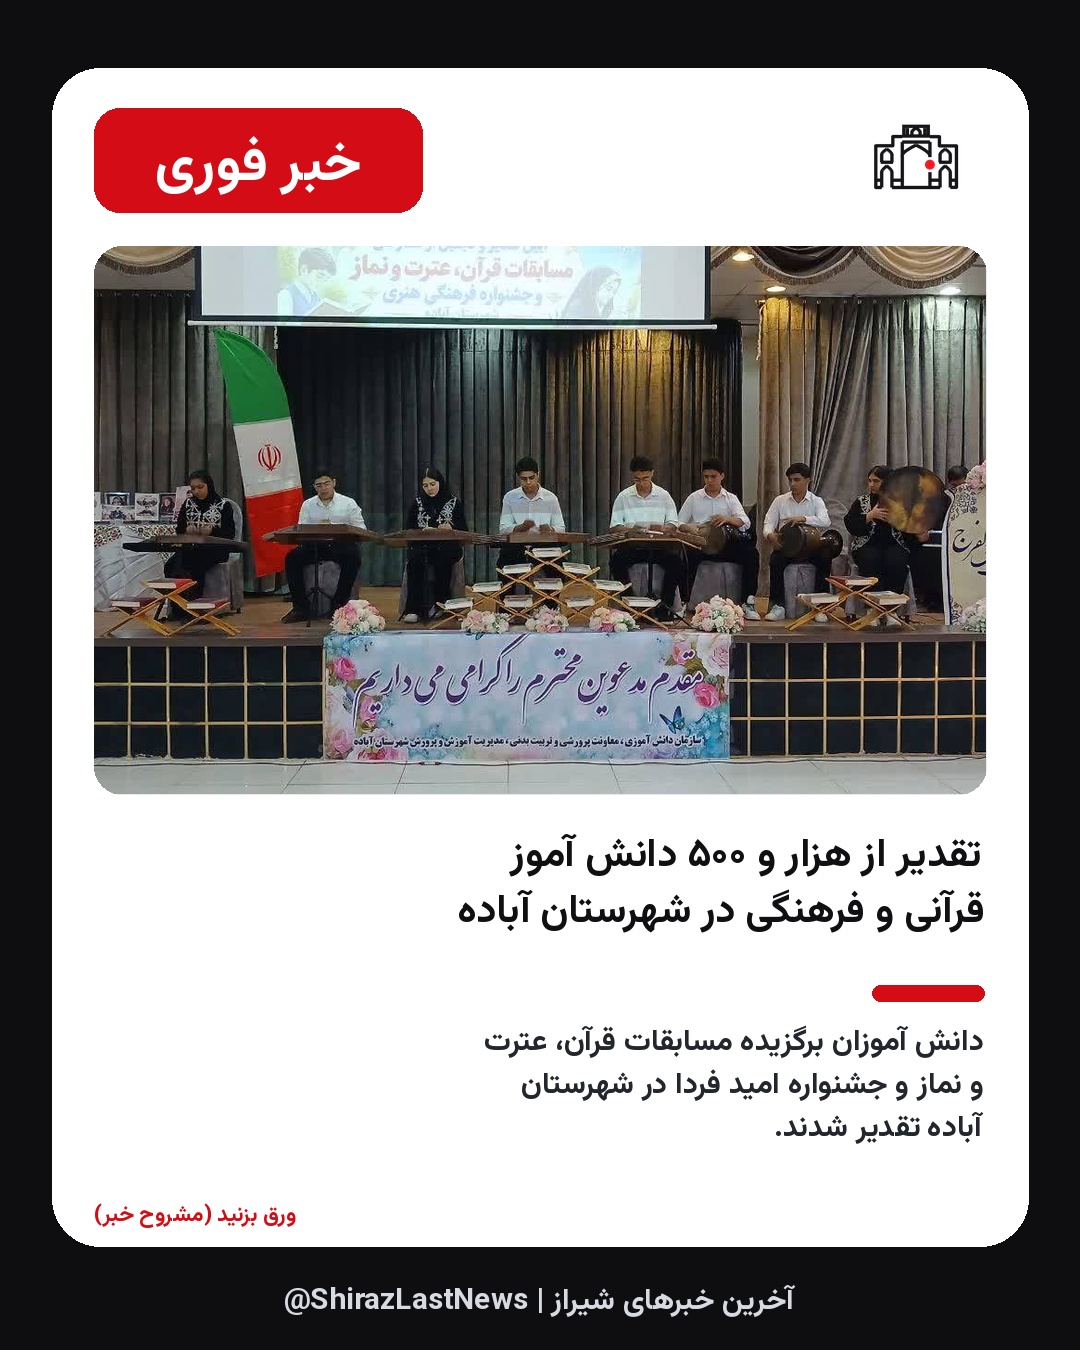 خبر فوری
مسابقات قرآن، عترت و نماز
و جشنواره فرهنگی هنری
مقدم مدعوین محترم را گرامی می داریم
سازمان دانش آموزی ، معاونت پرورشی و تربیت بدنی ، مدیریت آموزش و پرورش شهرستان آباده
تقدیر از هزار و ۵۰۰ دانش آموز
قرآنی و فرهنگی در شهرستان آباده
دانش آموزان برگزیده مسابقات قرآن، عترت
و نماز و جشنواره امید فردا در شهرستان
آباده تقدیر شدند.
ورق بزنید (مشروح خبر)
آخرین خبرهای شیراز | @ShirazLastNews